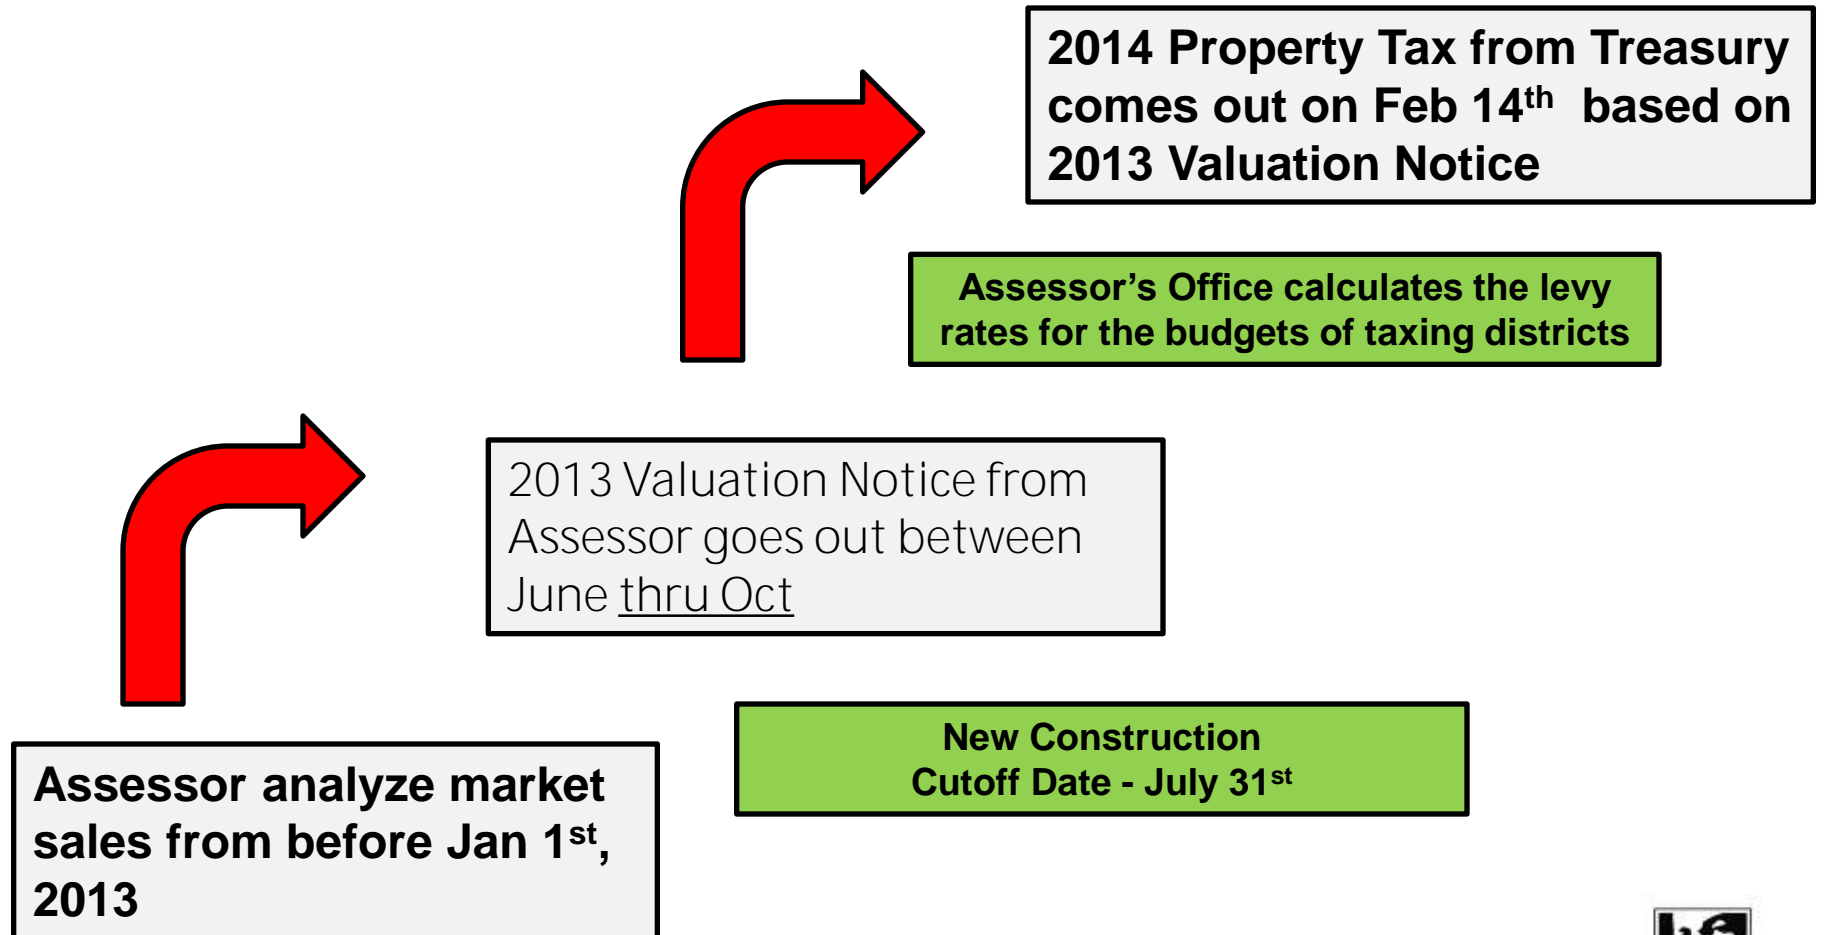 2014 Property Tax from Treasury
comes out on Feb 14th based on
2013 Valuation Notice
Assessor’s Office calculates the levy
rates for the budgets of taxing districts
2013 Valuation Notice from
Assessor goes out between
June thru Oct
New Construction
Cutoff Date - July 31st
Assessor analyze market
sales from before Jan 1st,
2013